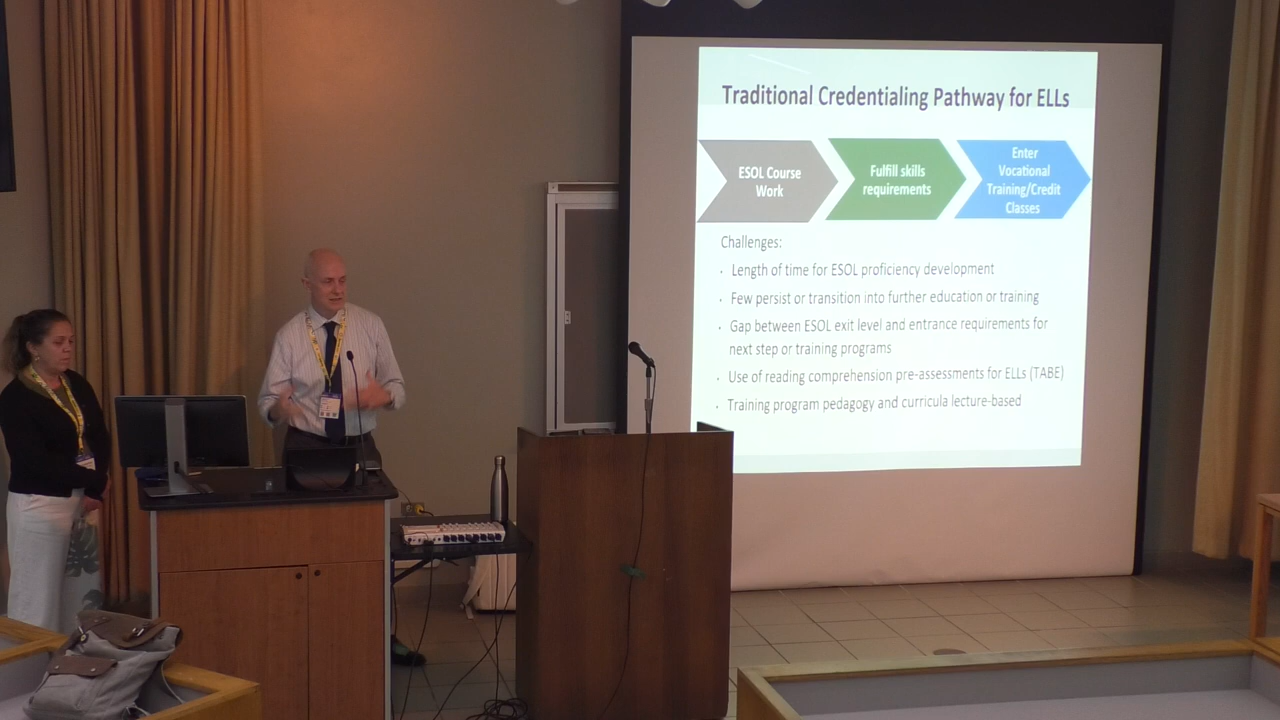 Traditional Credentialing Pathway for ELLs
ESOL Course
Work
Fulfill skills
requirements
Enter
Vocational
Training/Credit
Classes
Challenges:
· Length of time for ESOL proficiency development
· Few persist or transition into further education or training
· Gap between ESOL exit level and entrance requirements for
next step or training programs
· Use of reading comprehension pre-assessments for ELLs (TABE)
· Training program pedagogy and curricula lecture-based